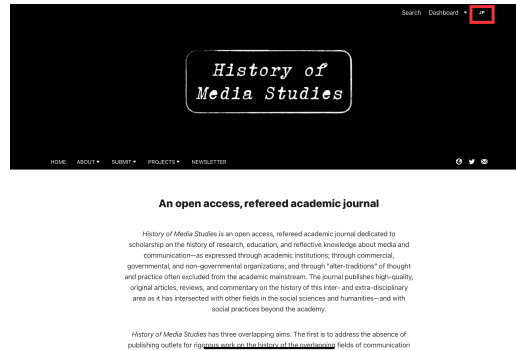 Search Dashboard JP
History of
Media Studies
HOME ABOUT SUBMIT PROJECTS NEWSLETTER
An open access, refereed academic journal
History of Media Studies is an open access, refereed academic journal dedicated to
scholarship on the history of research, education, and reflective knowledge about media and
communication—as expressed through academic institutions; through commercial,
governmental, and non-governmental organizations; and through "alter-traditions" of thought
and practice often excluded from the academic mainstream. The journal publishes high-quality,
original articles, reviews, and commentary on the history of this inter- and extra-disciplinary
area as it has intersected with other fields in the social sciences and humanities—and with
social practices beyond the academy.
History of Media Studies has three overlapping aims. The first is to address the absence of
publishing outlets for rigorous work on the history of the overlapping fields of communication